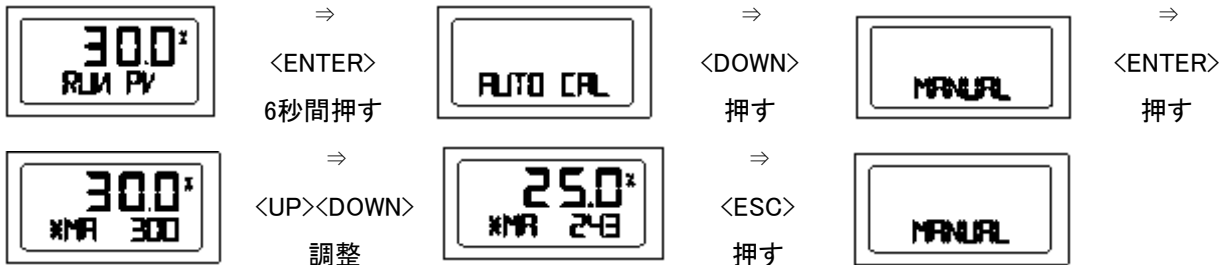 30.0%
RUN PV
⇒
<ENTER>
6秒間押す
AUTO CAL
⇒
<DOWN>
押す
MANUAL
⇒
<ENTER>
押す
30.0%
*MA 300
⇒
<UP><DOWN>
調整
25.0%
*MA 243
⇒
<ESC>
押す
MANUAL